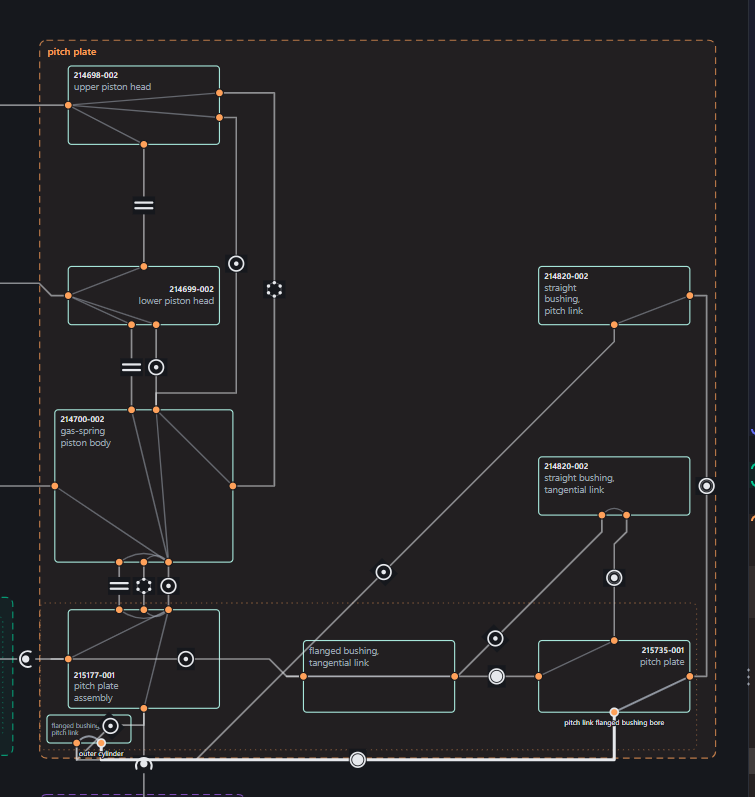 pitch plate
214698-002
upper piston head
214699-002
lower piston head
214820-002
straight
bushing,
pitch link
214700-002
gas-spring
piston body
214820-002
straight bushing,
tangential link
flanged bushing,
tangential link
215735-001
pitch plate
215177-001
pitch plate
assembly
flanged bushing,
pitch link
pitch link flanged bushing bore
outer cylinder